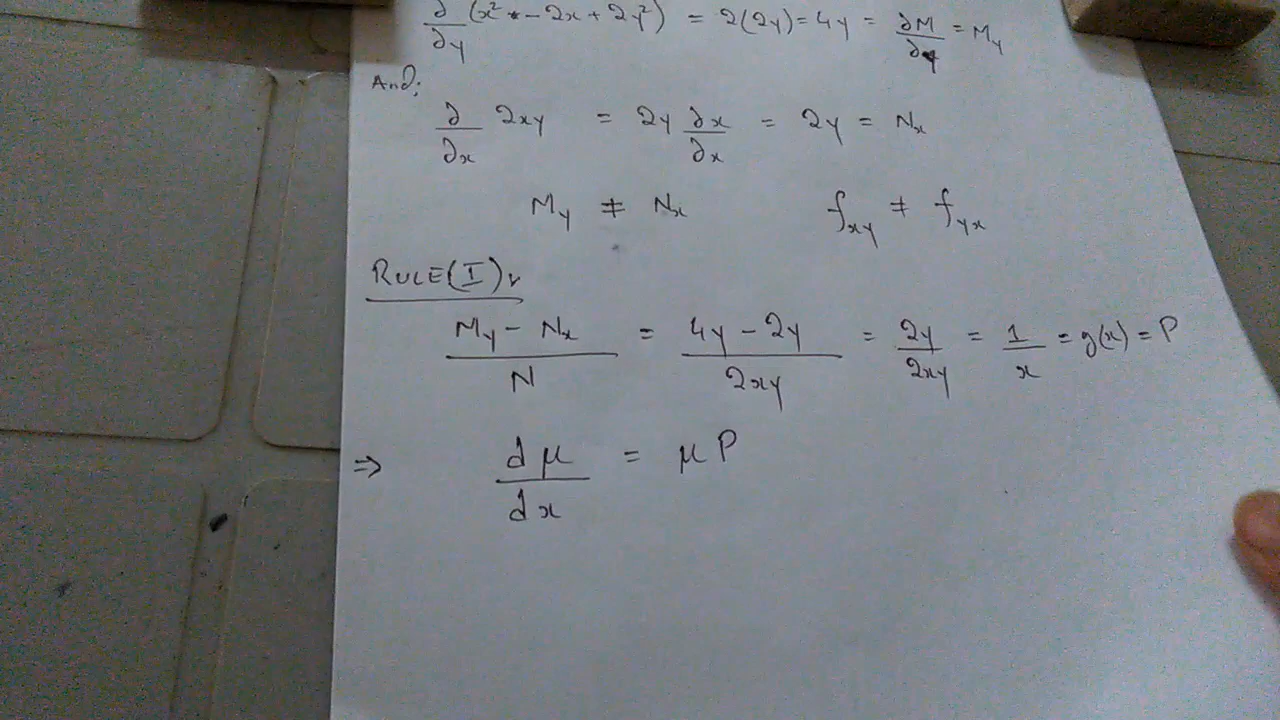 ∂/∂y (x² - 2x + 2y²) = 2(2y) = 4y = ∂M/∂y = My
And;
∂/∂x 2xy = 2y ∂x/∂x = 2y = Nx
My ≠ Nx fxy ≠ fyx
RULE(I)
My - Nx / N = 4y - 2y / 2xy = 2y / 2xy = 1/x = g(x) = P
⇒ dμ/dx = μP